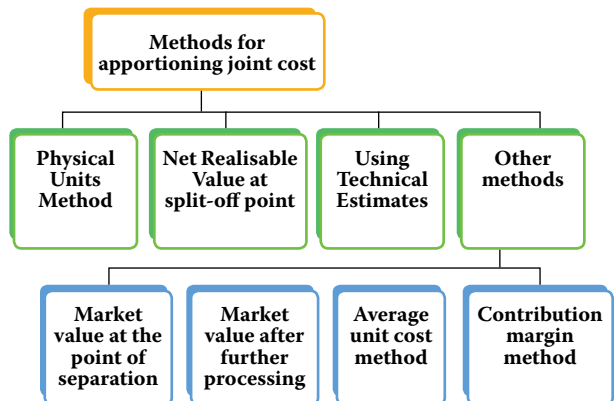 Methods for
apportioning joint cost
Physical
Units
Method
Net Realisable
Value at
split-off point
Using
Technical
Estimates
Other
methods
Market
value at the
point of
separation
Market
value after
further
processing
Average
unit cost
method
Contribution
margin
method